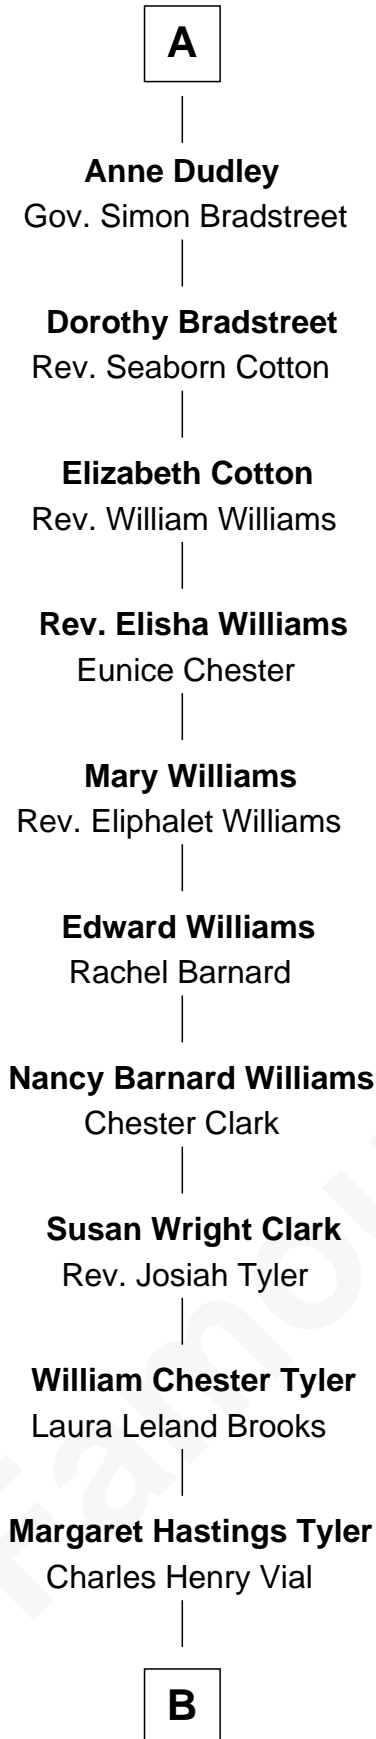 A
Anne Dudley
Gov. Simon Bradstreet
Dorothy Bradstreet
Rev. Seaborn Cotton
Elizabeth Cotton
Rev. William Williams
Rev. Elisha Williams
Eunice Chester
Mary Williams
Rev. Eliphalet Williams
Edward Williams
Rachel Barnard
Nancy Barnard Williams
Chester Clark
Susan Wright Clark
Rev. Josiah Tyler
William Chester Tyler
Laura Leland Brooks
Margaret Hastings Tyler
Charles Henry Vial
B